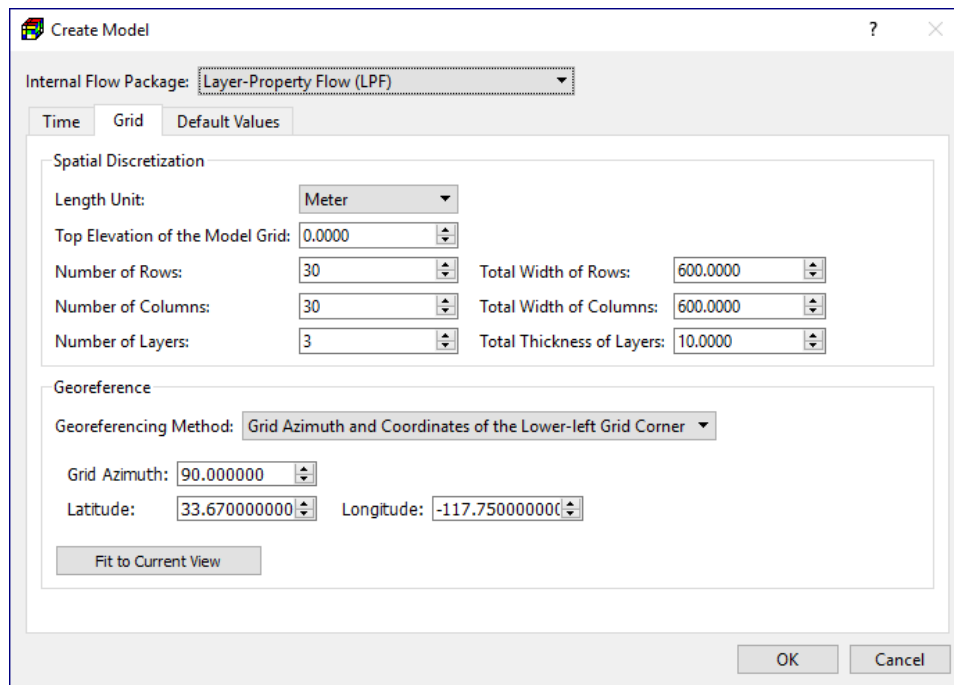 Create Model ?
Internal Flow Package: Layer-Property Flow (LPF)
Time Grid Default Values
Spatial Discretization
Length Unit: Meter
Top Elevation of the Model Grid: 0.0000
Number of Rows: 30 Total Width of Rows: 600.0000
Number of Columns: 30 Total Width of Columns: 600.0000
Number of Layers: 3 Total Thickness of Layers: 10.0000
Georeference
Georeferencing Method: Grid Azimuth and Coordinates of the Lower-left Grid Corner
Grid Azimuth: 90.000000
Latitude: 33.670000000 Longitude: -117.750000000
Fit to Current View
OK Cancel